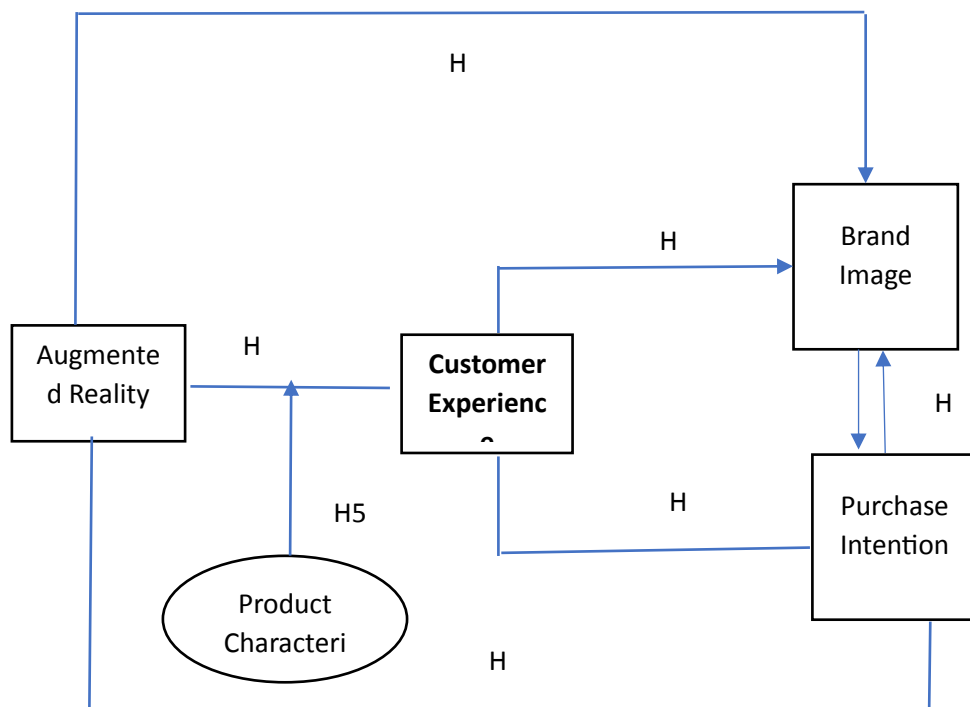 H
Brand
Image
H
H
Augmente
d Reality
Customer
Experienc
H
H5
H
Purchase
Intention
Product
Characteri
H